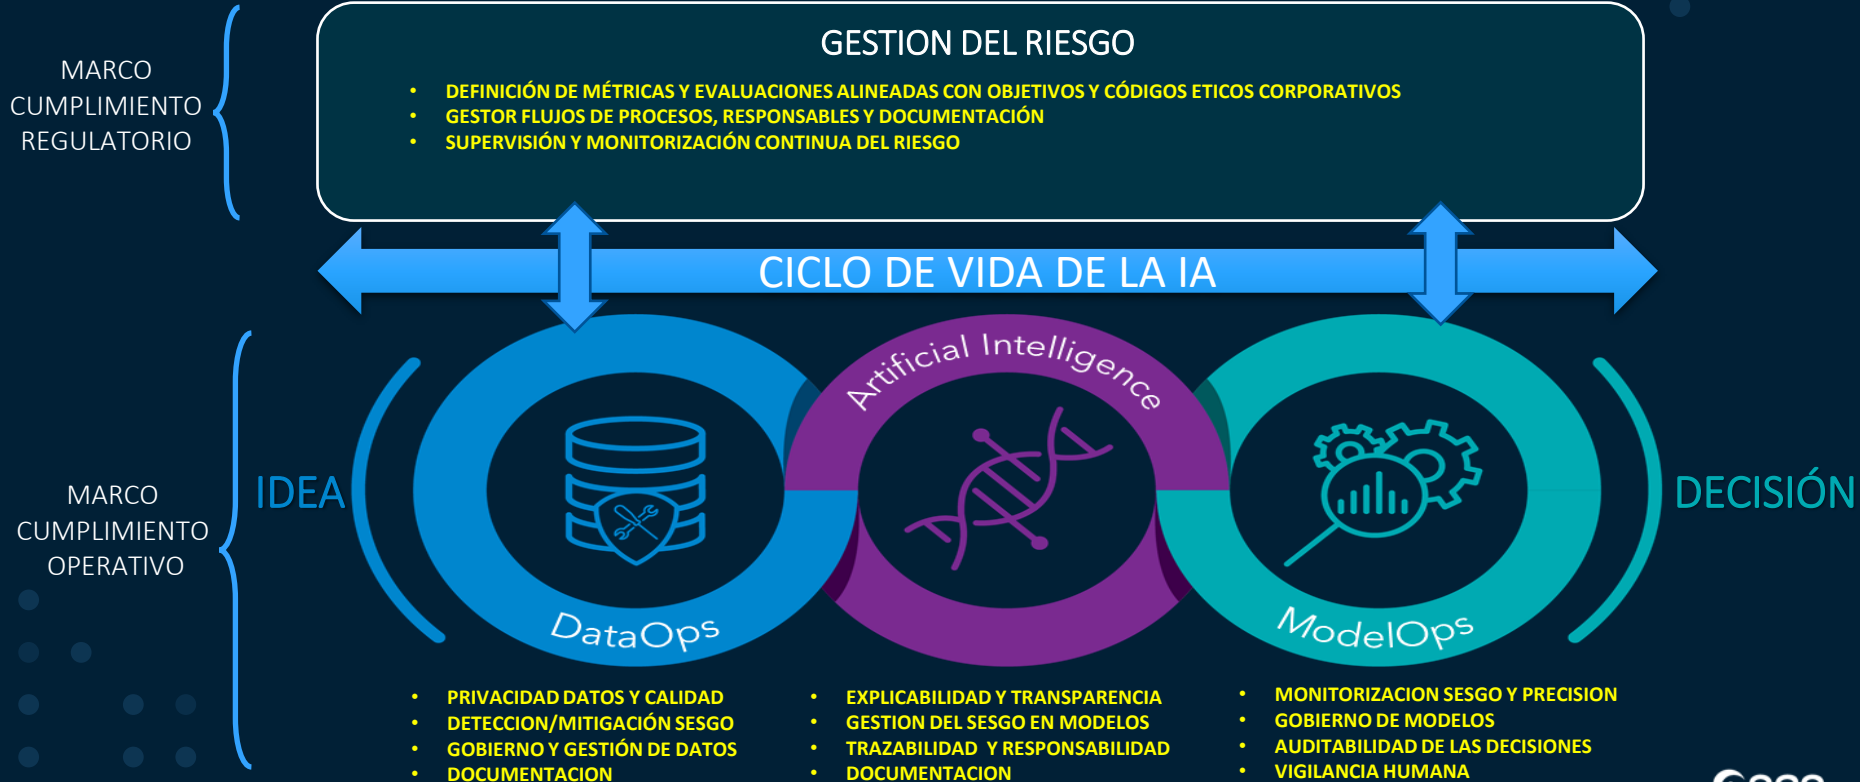 GESTION DEL RIESGO
MARCO
CUMPLIMIENTO
REGULATORIO
• DEFINICIÓN DE MÉTRICAS Y EVALUACIONES ALINEADAS CON OBJETIVOS Y CÓDIGOS ETICOS CORPORATIVOS
• GESTOR FLUJOS DE PROCESOS, RESPONSABLES Y DOCUMENTACIÓN
• SUPERVISIÓN Y MONITORIZACIÓN CONTINUA DEL RIESGO
CICLO DE VIDA DE LA IA
MARCO
CUMPLIMIENTO
OPERATIVO
IDEA
DataOps
Artificial Intelligence
ModelOps
DECISIÓN
• PRIVACIDAD DATOS Y CALIDAD
• DETECCION/MITIGACIÓN SESGO
• GOBIERNO Y GESTIÓN DE DATOS
• DOCUMENTACION
• EXPLICABILIDAD Y TRANSPARENCIA
• GESTION DEL SESGO EN MODELOS
• TRAZABILIDAD Y RESPONSABILIDAD
• DOCUMENTACION
• MONITORIZACION SESGO Y PRECISION
• GOBIERNO DE MODELOS
• AUDITABILIDAD DE LAS DECISIONES
• VIGILANCIA HUMANA